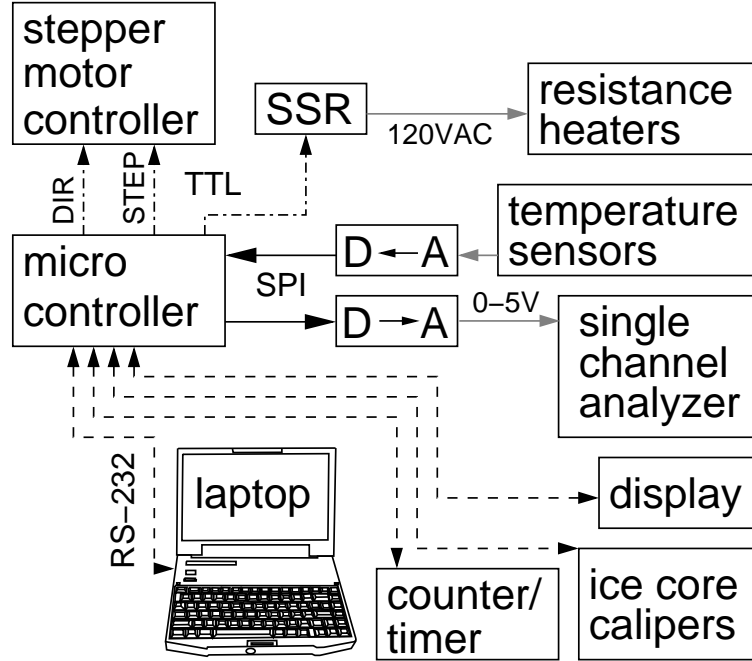 stepper
motor
controller
SSR
120VAC
resistance
heaters
DIR
STEP
TTL
temperature
sensors
micro
controller
SPI
D A
D A
0–5V
single
channel
analyzer
RS–232
laptop
display
counter/
timer
ice core
calipers